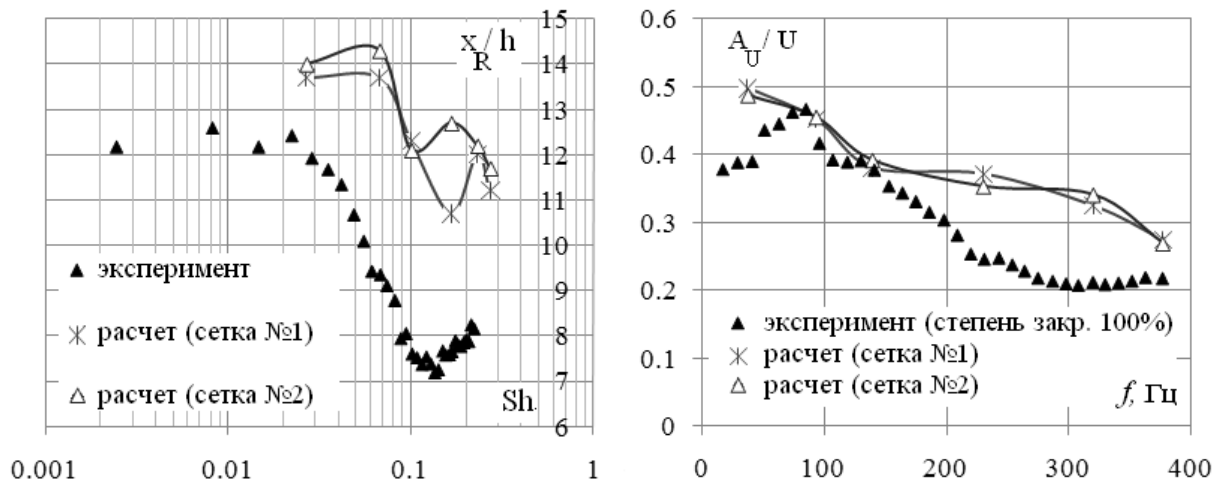 15
14
13
12
11
10
9
8
7
6
x_R / h
▲ эксперимент
расчет (сетка №1)
△ расчет (сетка №2)
Sh
0.001 0.01 0.1 1
0.6
0.5
0.4
0.3
0.2
0.1
0
A_U / U
▲ эксперимент (степень закр. 100%)
расчет (сетка №1)
△ расчет (сетка №2)
f, Гц
0 100 200 300 400